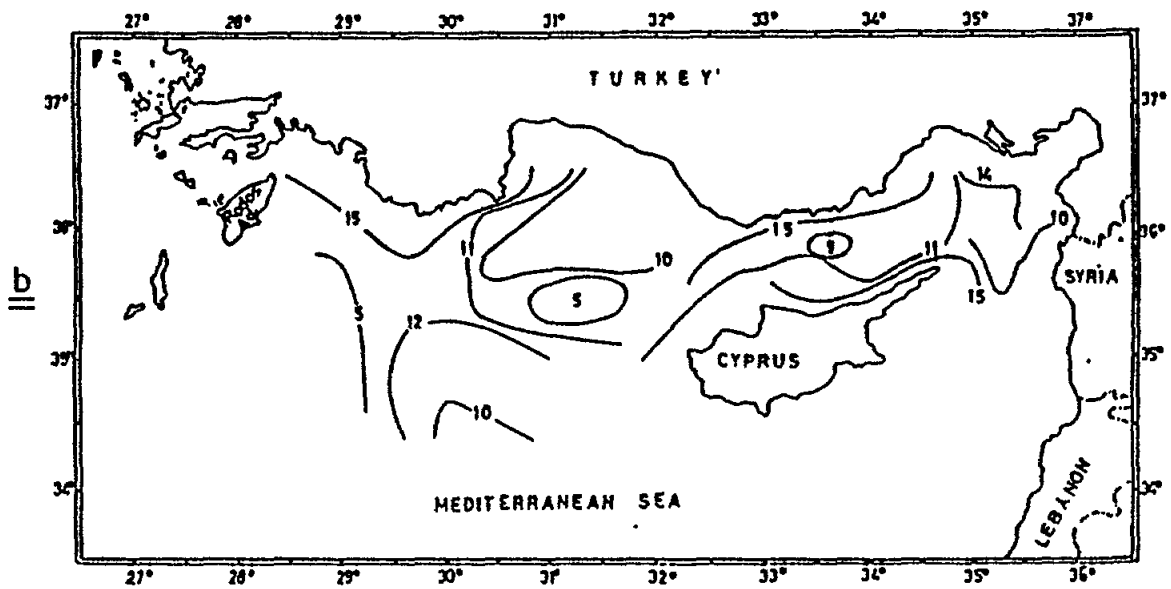 27° 28° 29° 30° 31° 32° 33° 34° 35° 37°
TURKEY
37° 37°
14
15 15 10
38° 36°
11 11
10 SYRIA
b 5 15
5 12
35° CYPRUS 35°
10
34° MEDITERRANEAN SEA LEBANON 34°
27° 28° 29° 30° 31° 32° 33° 34° 35° 36°